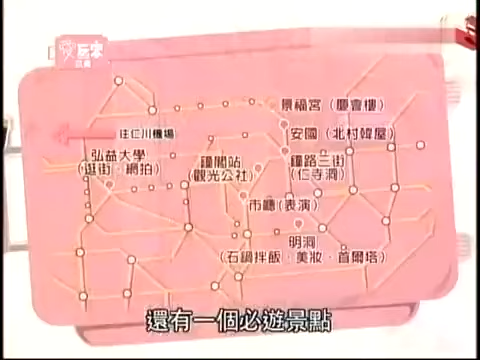 愛玩客
景福宮（慶會樓）
安國（北村韓屋）
往仁川機場
弘益大學
（逛街．網拍）
鐘閣站
（觀光公社）
鐘路三街
（仁寺洞）
市廳（表演）
明洞
（石鍋拌飯．美妝．首爾塔）
還有一個必遊景點